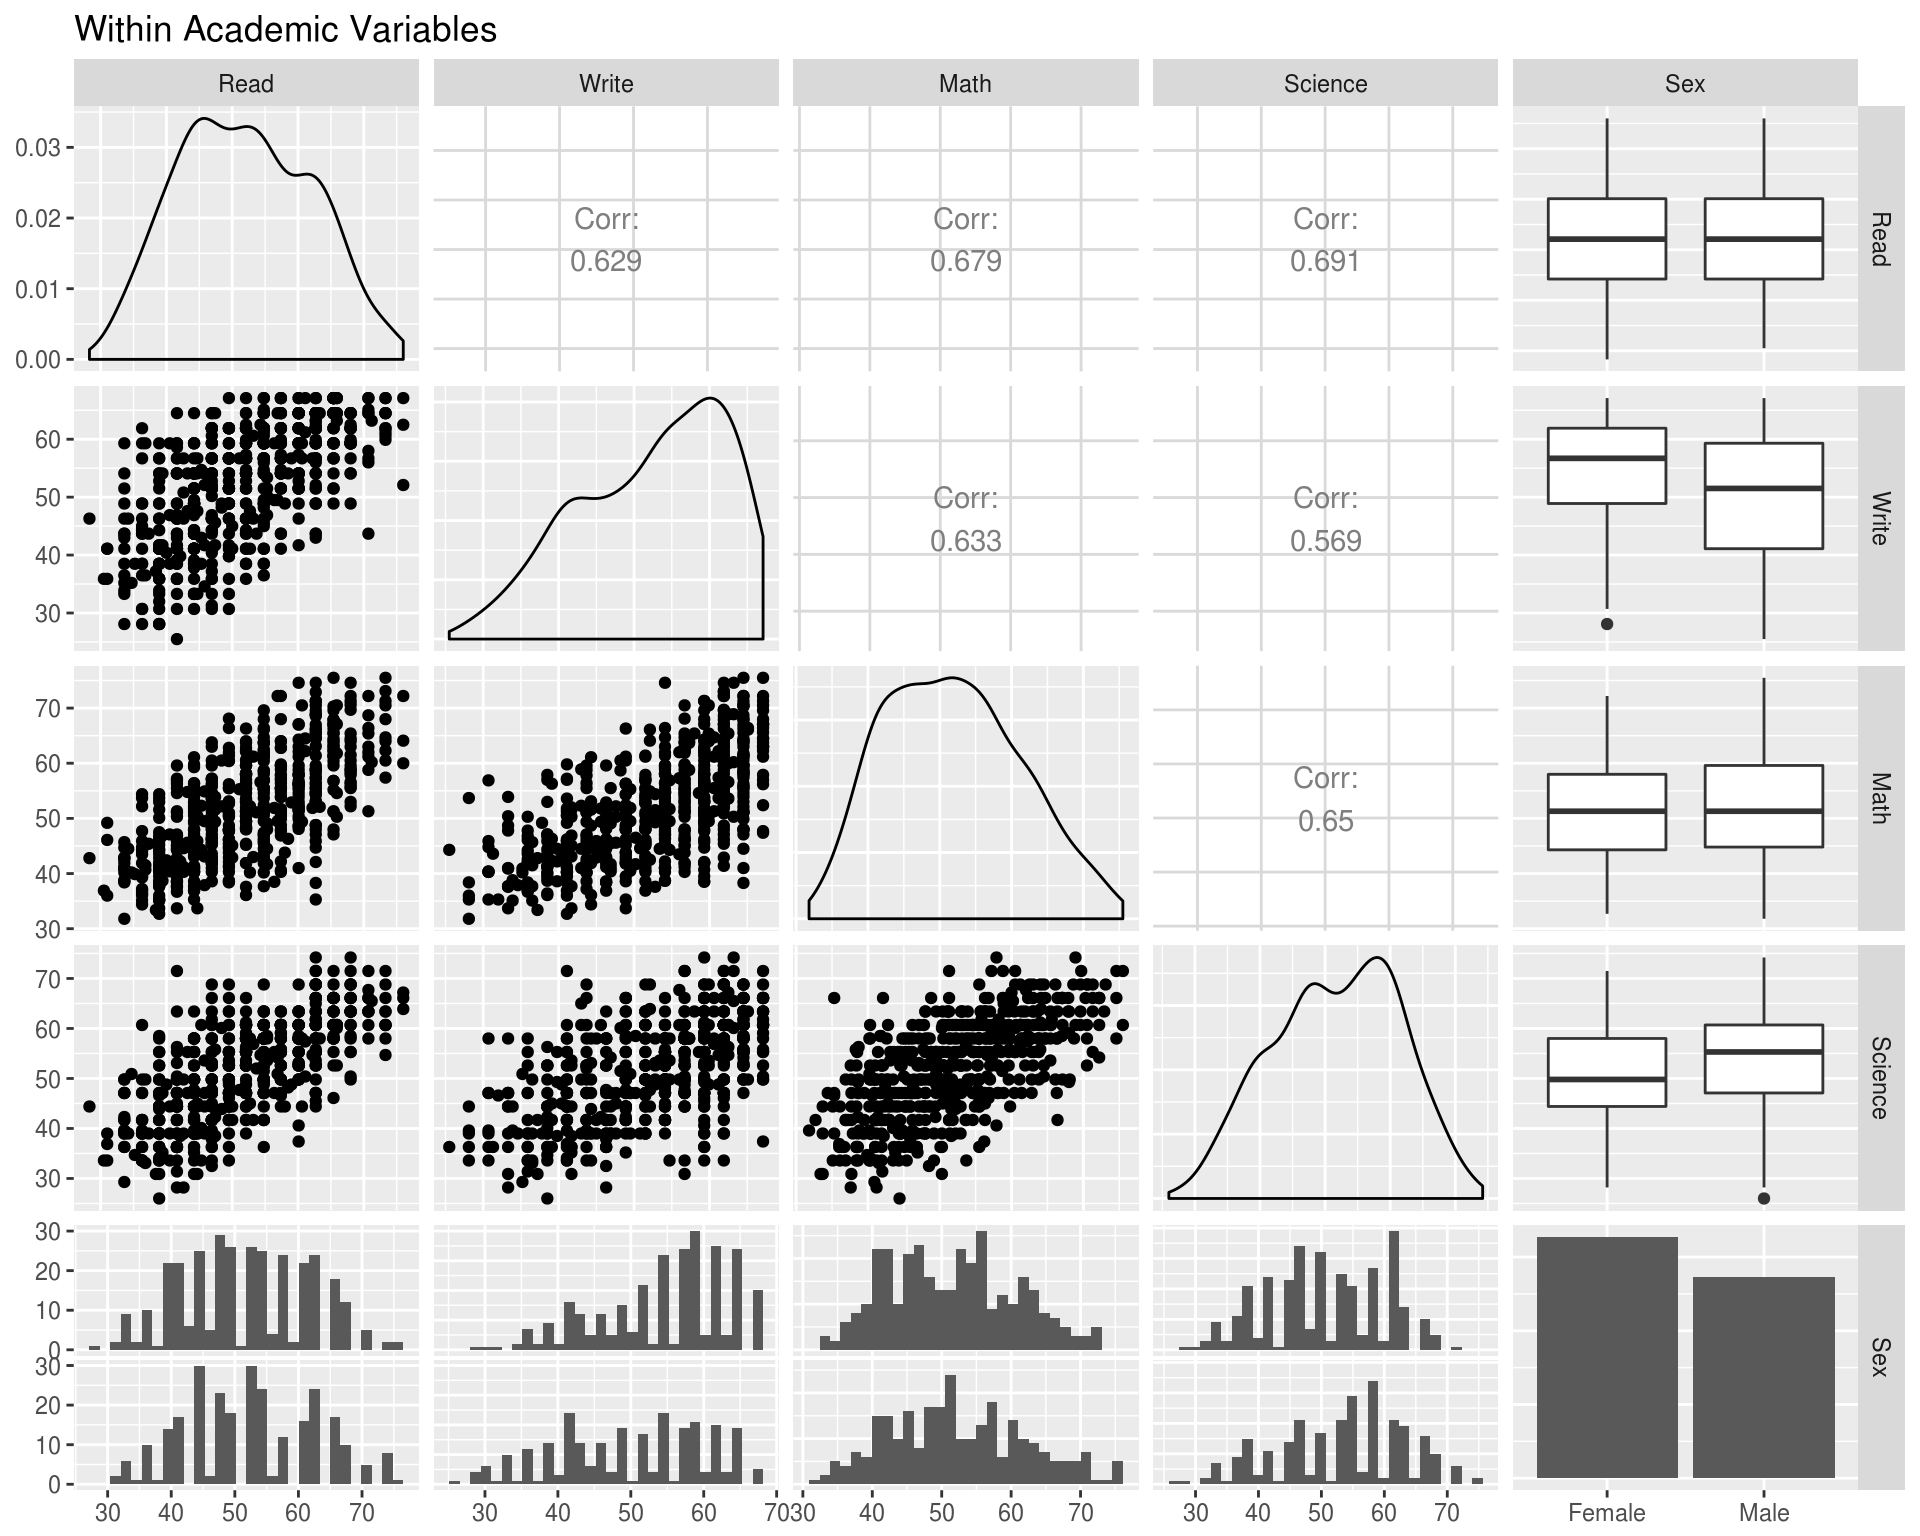 Within Academic Variables
Read Write Math Science Sex
0.03
0.02
0.01
0.00
Corr:
0.629
Corr:
0.679
Corr:
0.691
Read
60
50
40
30
Corr:
0.633
Corr:
0.569
Write
70
60
50
40
30
Corr:
0.65
Math
70
60
50
40
30
Science
30
20
10
0
30
20
10
0
Sex
30 40 50 60 70
30 40 50 60 70
30 40 50 60 70
30 40 50 60 70
Female Male